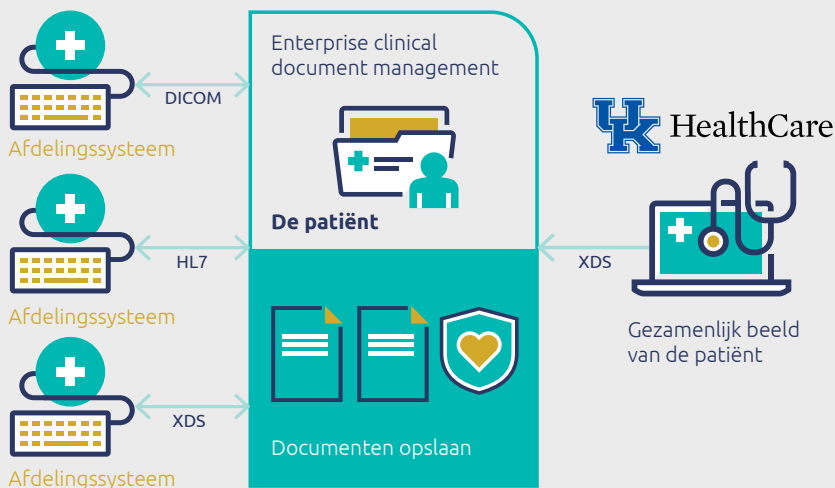 DICOM
Afdelingssysteem
HL7
Afdelingssysteem
XDS
Afdelingssysteem
Enterprise clinical
document management
De patiënt
Documenten opslaan
XDS
UK HealthCare
Gezamenlijk beeld
van de patiënt